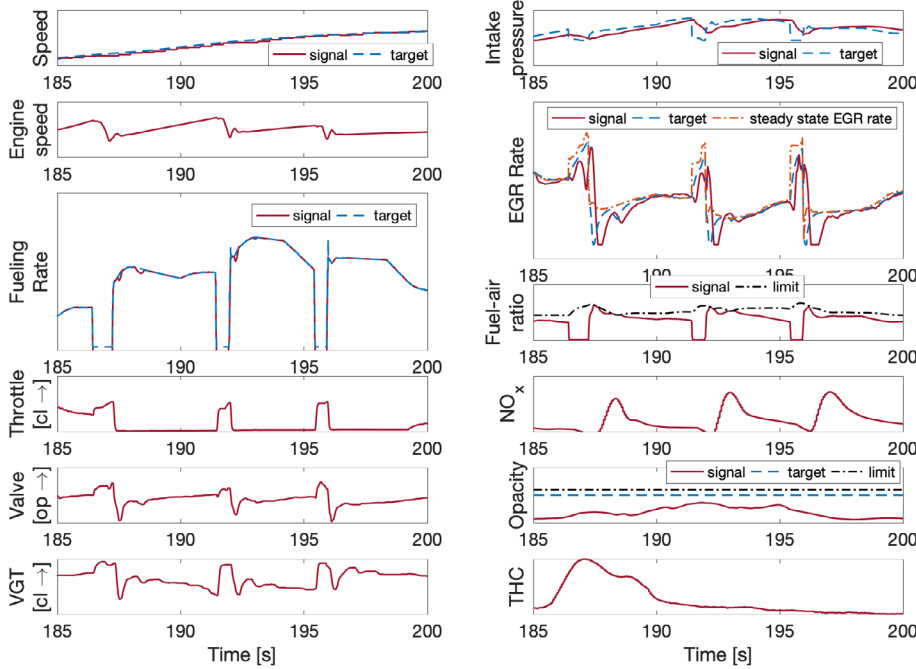 Speed
signal target
185 190 195 200
Engine
speed
185 190 195 200
Fueling
Rate
signal target
185 190 195 200
Throttle
[cl →]
185 190 195 200
Valve
[op →]
185 190 195 200
VGT
[cl →]
185 190 195 200
Time [s]
Intake
pressure
signal target
185 190 195 200
EGR Rate
signal target steady state EGR rate
185 190 195 200
Fuel-air
ratio
signal limit
185 190 195 200
NOx
185 190 195 200
Opacity
signal target limit
185 190 195 200
THC
185 190 195 200
Time [s]